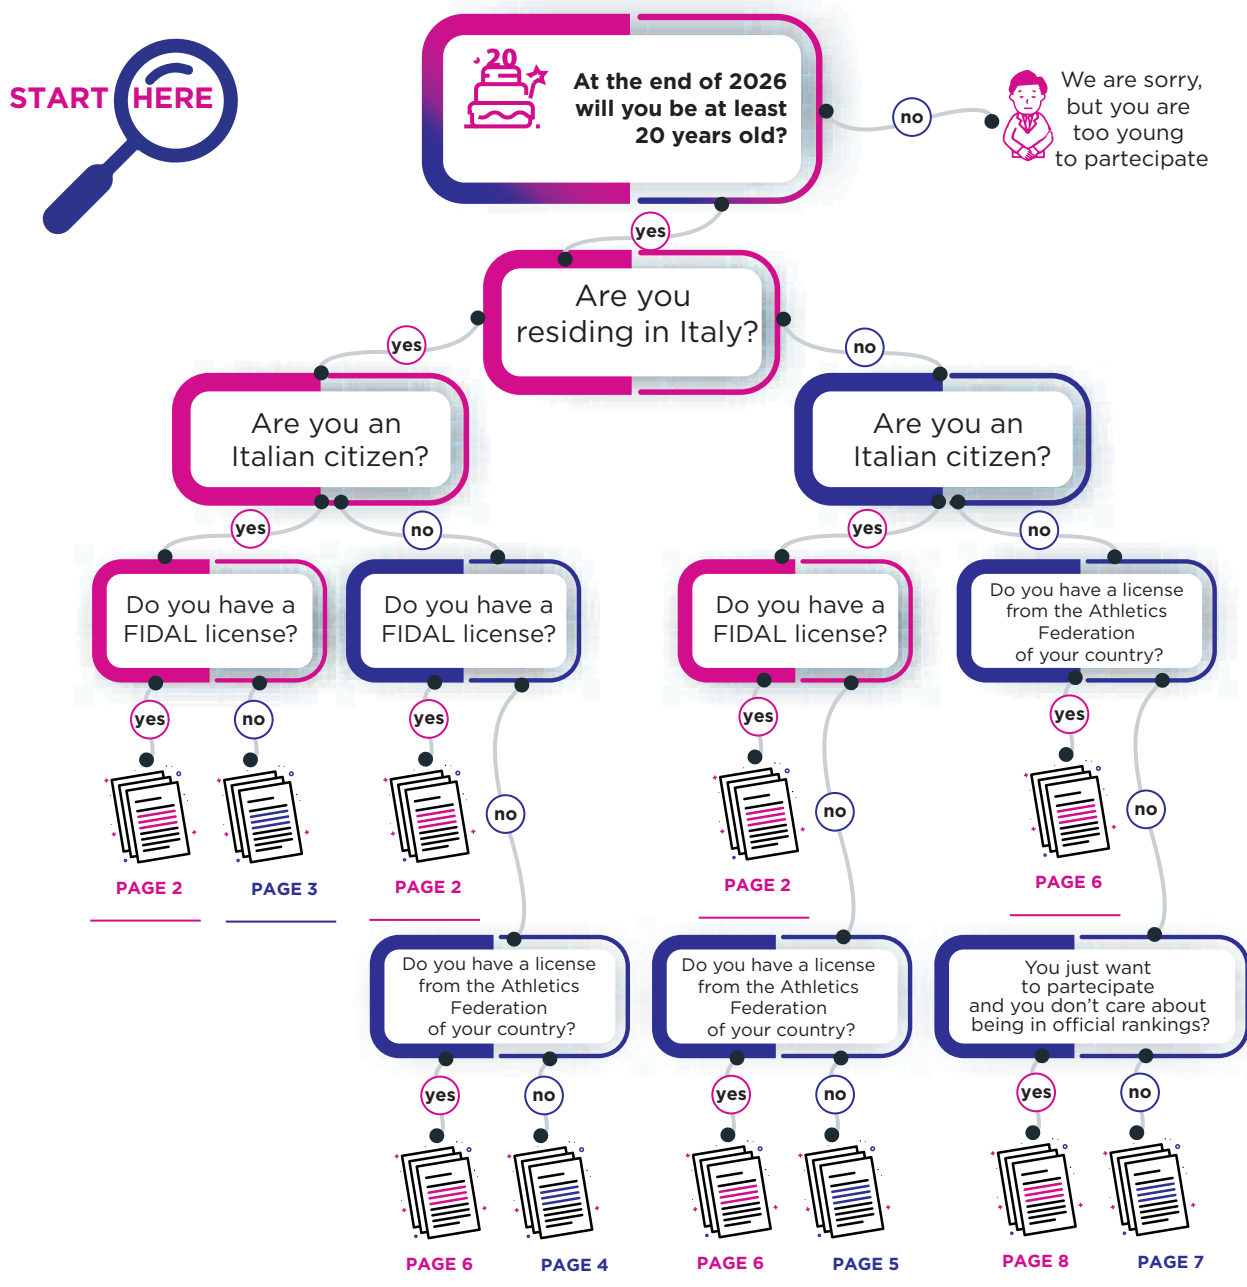 START HERE
20
At the end of 2026
will you be at least
20 years old?
no
We are sorry,
but you are
too young
to partecipate
yes
Are you
residing in Italy?
yes
no
Are you an
Italian citizen?
Are you an
Italian citizen?
yes
no
yes
no
Do you have a
FIDAL license?
Do you have a
FIDAL license?
Do you have a
FIDAL license?
Do you have a license
from the Athletics
Federation
of your country?
yes
no
yes
no
yes
no
yes
no
PAGE 2
PAGE 3
PAGE 2
PAGE 2
PAGE 6
Do you have a license
from the Athletics
Federation
of your country?
Do you have a license
from the Athletics
Federation
of your country?
You just want
to partecipate
and you don't care about
being in official rankings?
yes
no
yes
no
yes
no
PAGE 6
PAGE 4
PAGE 6
PAGE 5
PAGE 8
PAGE 7